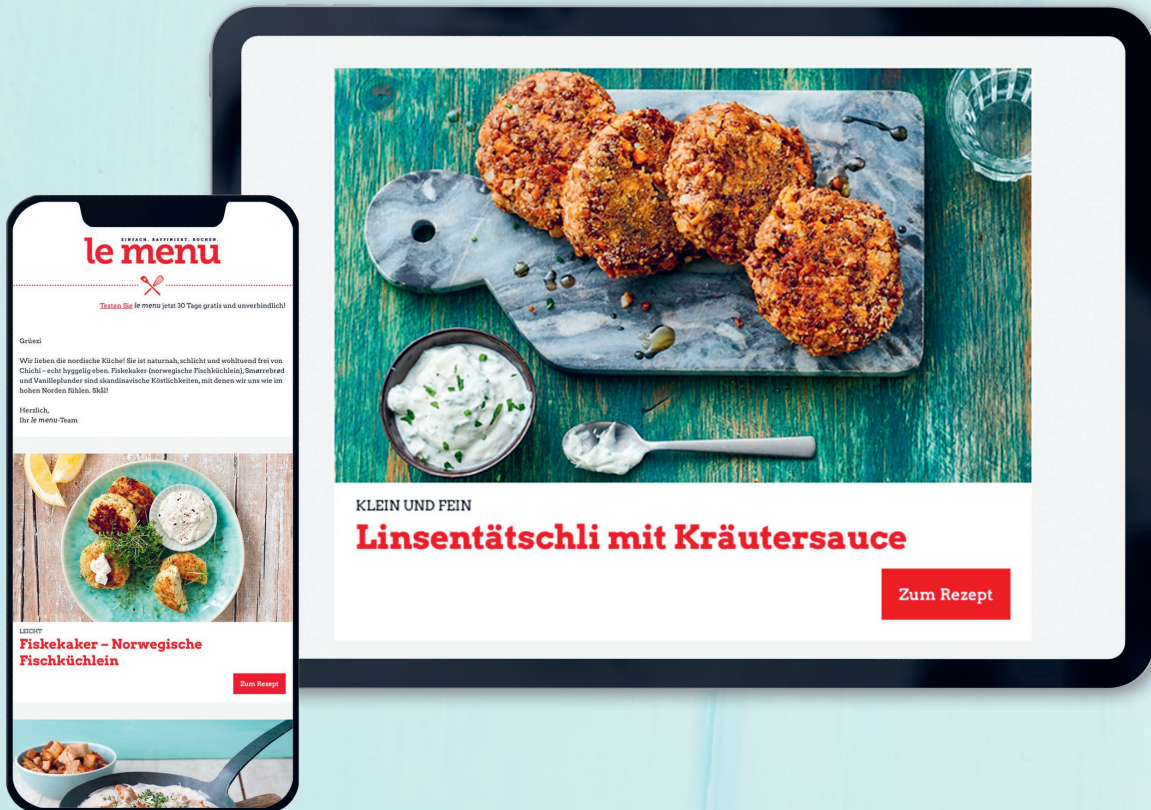 EINFACH. RAFFINIERT. KOCHEN.
le menu
Testen Sie le menu jetzt 30 Tage gratis und unverbindlich!
Grüezi
Wir lieben die nordische Küche! Sie ist naturnah, schlicht und wohltuend frei von
Chichi – echt hyggelig eben. Fiskekaker (norwegische Fischküchlein), Smørrebrød
und Vanilleplunder sind skandinavische Köstlichkeiten, mit denen wir uns wie im
hohen Norden fühlen. Skål!
Herzlich,
Ihr le menu-Team
LEICHT
Fiskekaker – Norwegische
Fischküchlein
Zum Rezept
KLEIN UND FEIN
Linsentätschli mit Kräutersauce
Zum Rezept